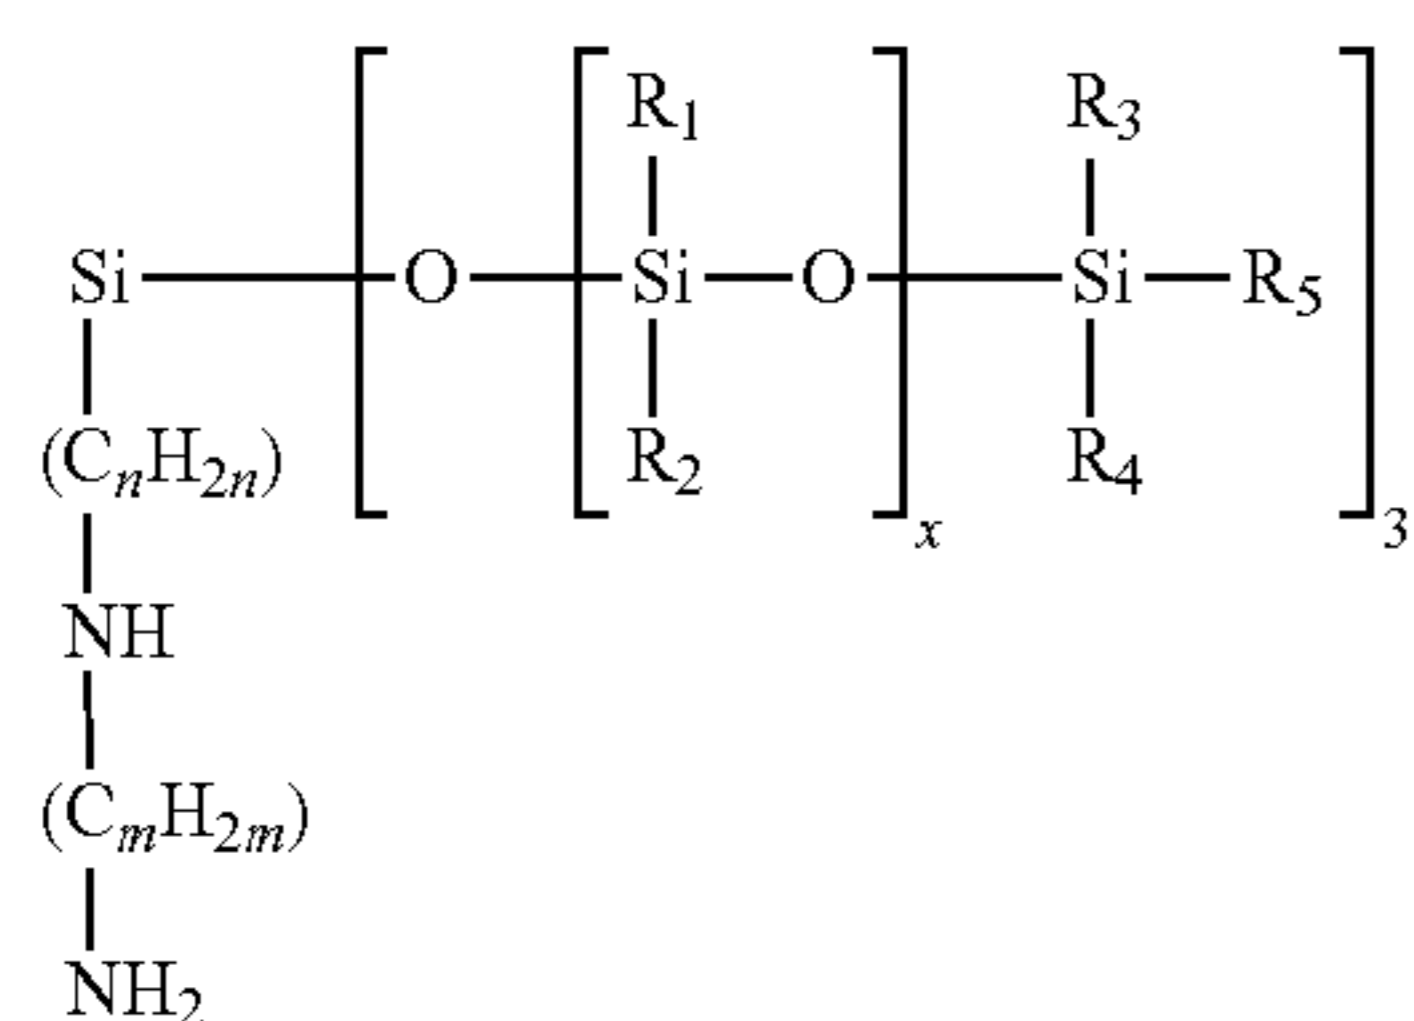 R₁ R₃
Si O Si O Si R₅
(CₙH₂ₙ) R₂ R₄
x 3
NH
(CₘH₂ₘ)
NH₂